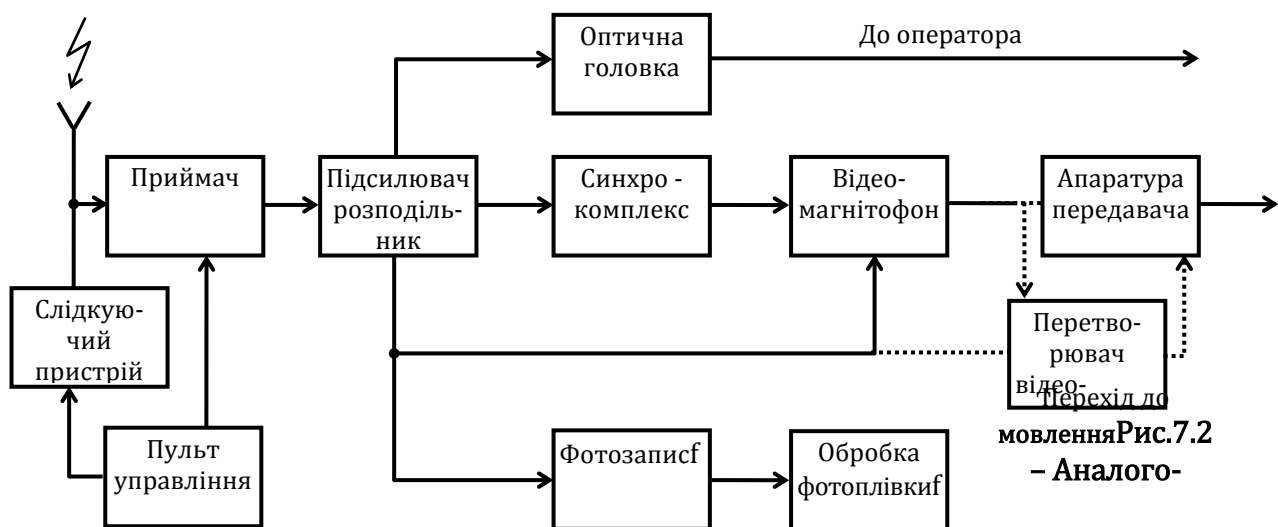 Оптична
головка
До оператора
Приймач
Підсилювач
розподіль-
ник
Синхро -
комплекс
Відео-
магнітофон
Апаратура
передавача
Слідкую-
чий
пристрій
Перетво-
рювач
відео-
Перехід до
мовленняРис.7.2
– Аналого-
Пульт
управління
Фотозаписf
Обробка
фотоплівкиf